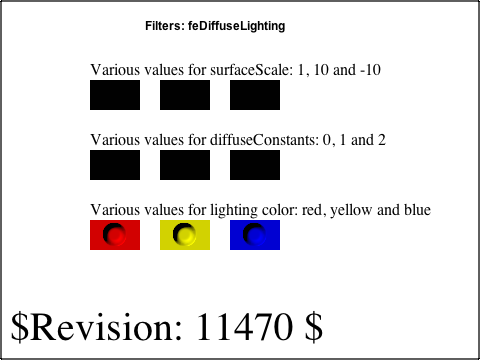 Filters: feDiffuseLighting
Various values for surfaceScale: 1, 10 and -10
Various values for diffuseConstants: 0, 1 and 2
Various values for lighting color: red, yellow and blue
$Revision: 11470 $